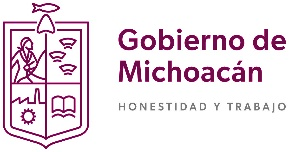 Gobierno de
Michoacán
HONESTIDAD Y TRABAJO